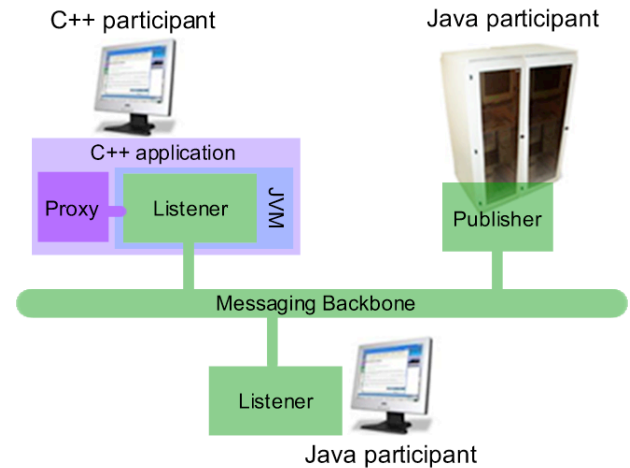 C++ participant
Java participant
C++ application
Proxy
Listener
JVM
Publisher
Messaging Backbone
Listener
Java participant